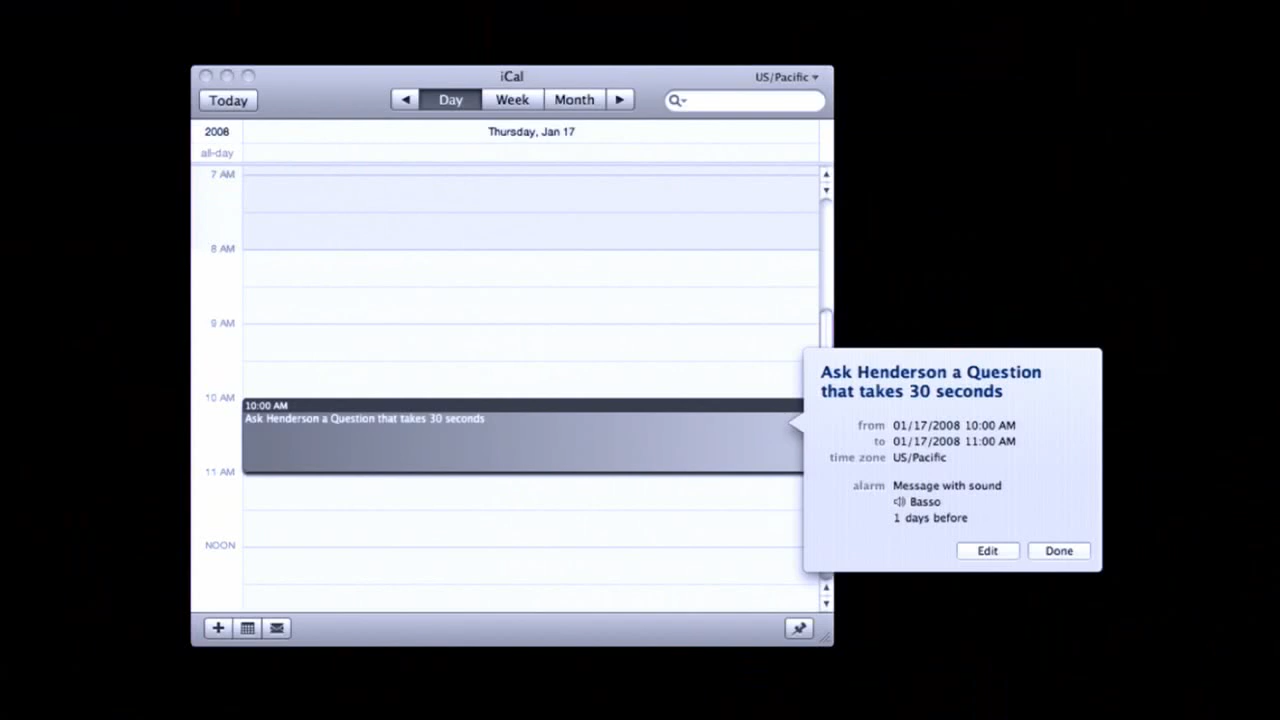 iCal
US/Pacific
Today
Day
Week
Month
2008
Thursday, Jan 17
all-day
7 AM
8 AM
9 AM
10 AM
10:00 AM
Ask Henderson a Question that takes 30 seconds
11 AM
NOON
Ask Henderson a Question
that takes 30 seconds
from 01/17/2008 10:00 AM
to 01/17/2008 11:00 AM
time zone US/Pacific
alarm Message with sound
Basso
1 days before
Edit
Done